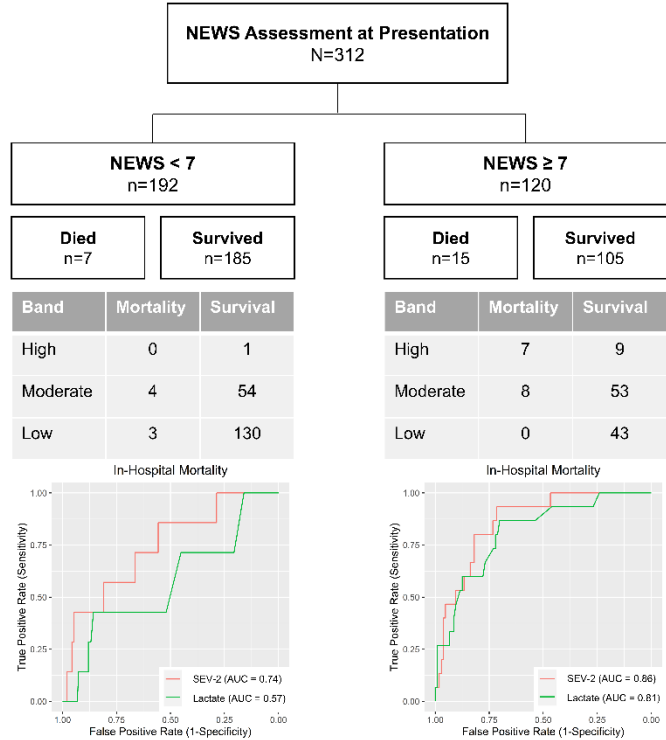 NEWS Assessment at Presentation
N=312
NEWS < 7
n=192
NEWS ≥ 7
n=120
Died
n=7
Survived
n=185
Died
n=15
Survived
n=105
Band Mortality Survival
High 0 1
Moderate 4 54
Low 3 130
Band Mortality Survival
High 7 9
Moderate 8 53
Low 0 43
In-Hospital Mortality
True Positive Rate (Sensitivity)
1.00
0.75
0.50
0.25
0.00
SEV-2 (AUC = 0.74)
Lactate (AUC = 0.57)
1.00 0.75 0.50 0.25 0.00
False Positive Rate (1-Specificity)
In-Hospital Mortality
True Positive Rate (Sensitivity)
1.00
0.75
0.50
0.25
0.00
SEV-2 (AUC = 0.86)
Lactate (AUC = 0.81)
1.00 0.75 0.50 0.25 0.00
False Positive Rate (1-Specificity)